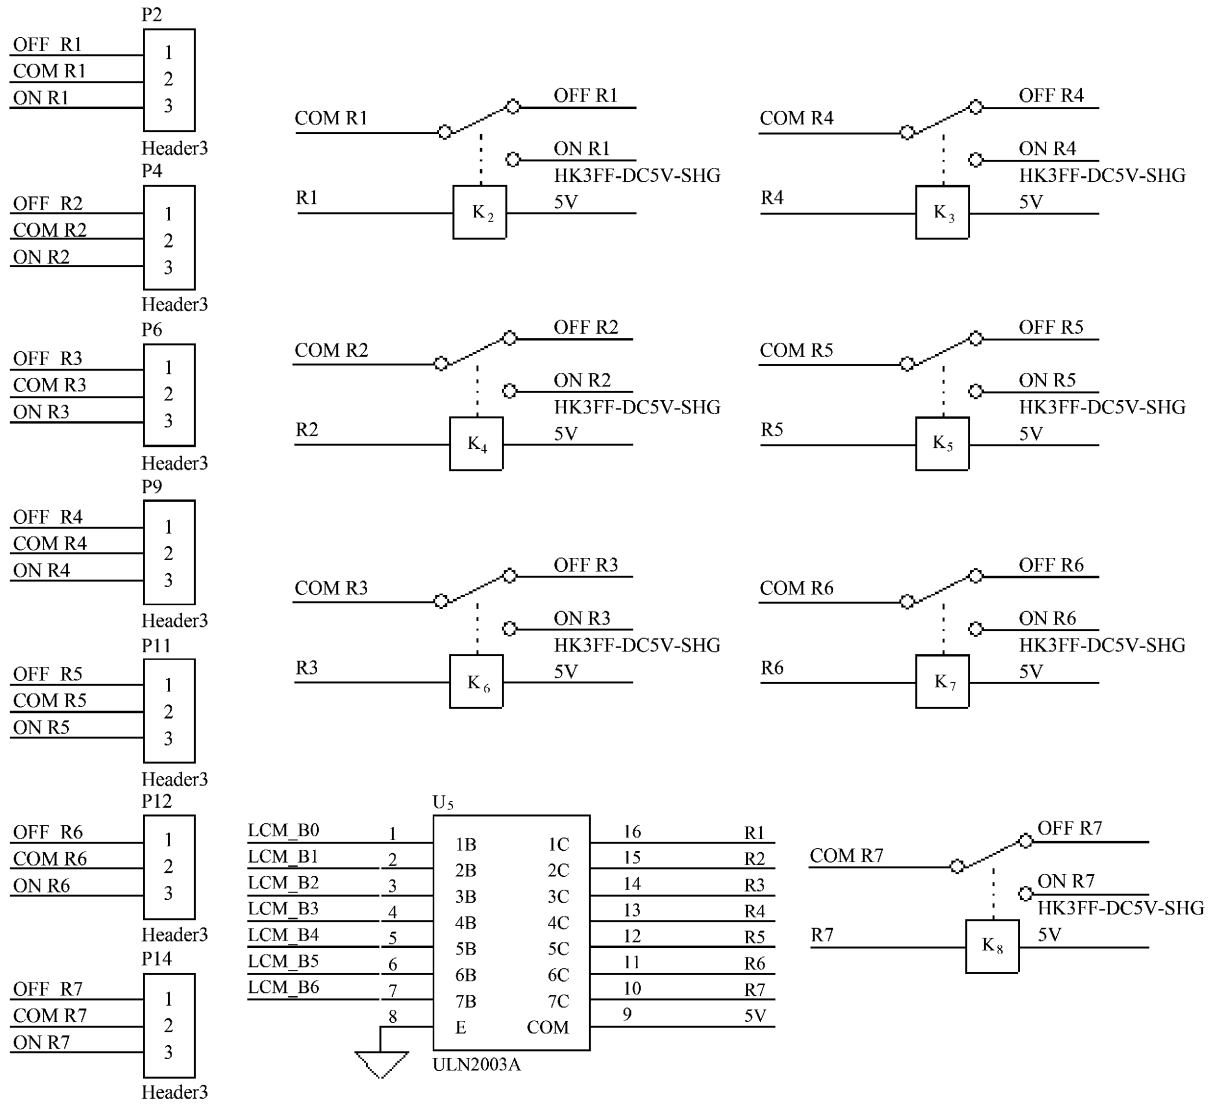 P2
OFF R1
1
COM R1
2
ON R1
3
Header3
P4
OFF R2
1
COM R2
2
ON R2
3
Header3
P6
OFF R3
1
COM R3
2
ON R3
3
Header3
P9
OFF R4
1
COM R4
2
ON R4
3
Header3
P11
OFF R5
1
COM R5
2
ON R5
3
Header3
P12
OFF R6
1
COM R6
2
ON R6
3
Header3
P14
OFF R7
1
COM R7
2
ON R7
3
Header3
OFF R1
COM R1
ON R1
HK3FF-DC5V-SHG
R1
K2
5V
OFF R4
COM R4
ON R4
HK3FF-DC5V-SHG
R4
K3
5V
OFF R2
COM R2
ON R2
HK3FF-DC5V-SHG
R2
K4
5V
OFF R5
COM R5
ON R5
HK3FF-DC5V-SHG
R5
K5
5V
OFF R3
COM R3
ON R3
HK3FF-DC5V-SHG
R3
K6
5V
OFF R6
COM R6
ON R6
HK3FF-DC5V-SHG
R6
K7
5V
U5
LCM_B0 1 1B 1C 16 R1
LCM_B1 2 2B 2C 15 R2
LCM_B2 3 3B 3C 14 R3
LCM_B3 4 4B 4C 13 R4
LCM_B4 5 5B 5C 12 R5
LCM_B5 6 6B 6C 11 R6
LCM_B6 7 7B 7C 10 R7
8 E COM 9 5V
ULN2003A
OFF R7
COM R7
ON R7
HK3FF-DC5V-SHG
R7
K8
5V